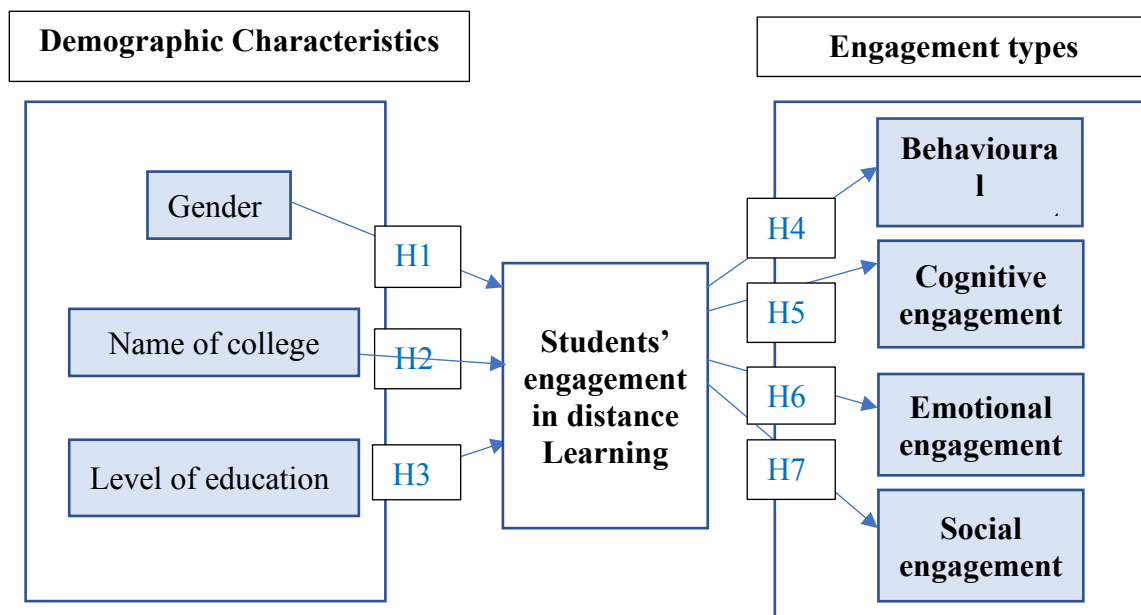 Demographic Characteristics
Engagement types
Gender
Name of college
Level of education
H1
H2
H3
Students’
engagement
in distance
Learning
H4
H5
H6
H7
Behavioura
l
Cognitive
engagement
Emotional
engagement
Social
engagement